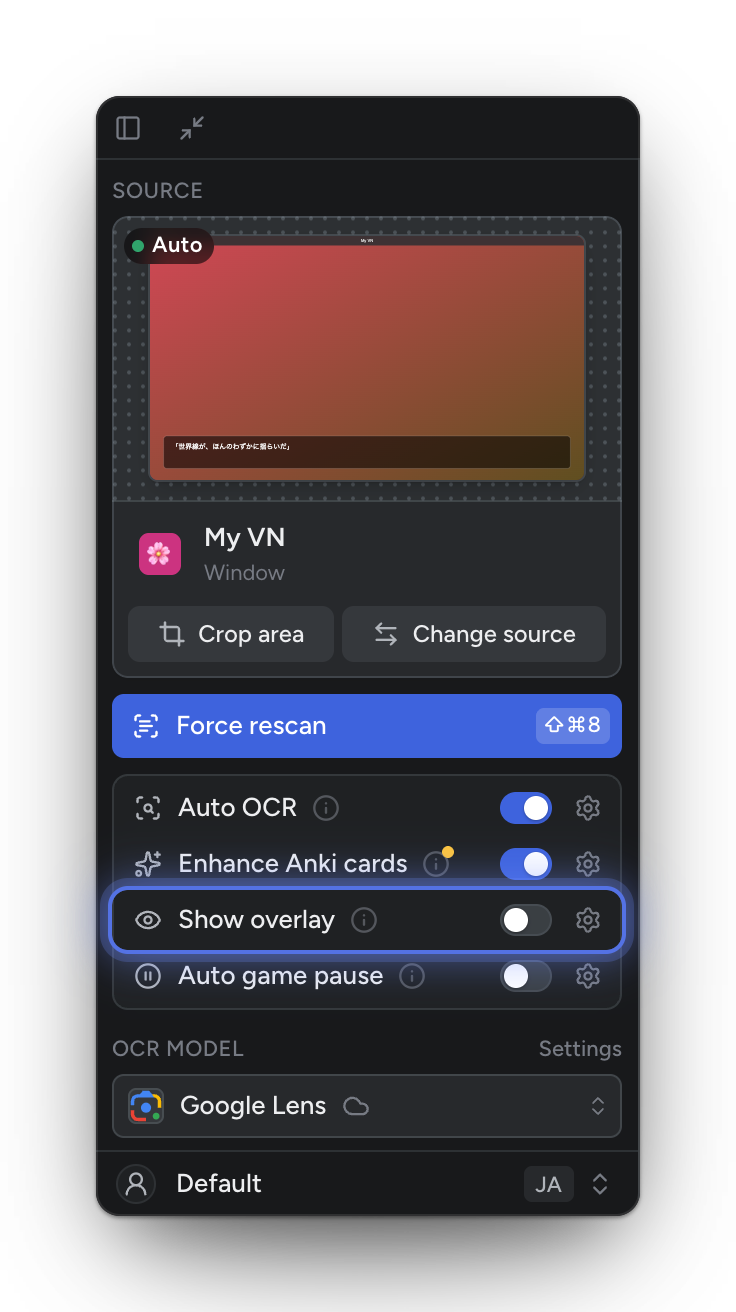 SOURCE
Auto
My VN
「世界線が、ほんのわずかに揺らいだ」
My VN
Window
Crop area
Change source
Force rescan
⇧⌘8
Auto OCR
Enhance Anki cards
Show overlay
Auto game pause
OCR MODEL
Settings
Google Lens
Default
JA